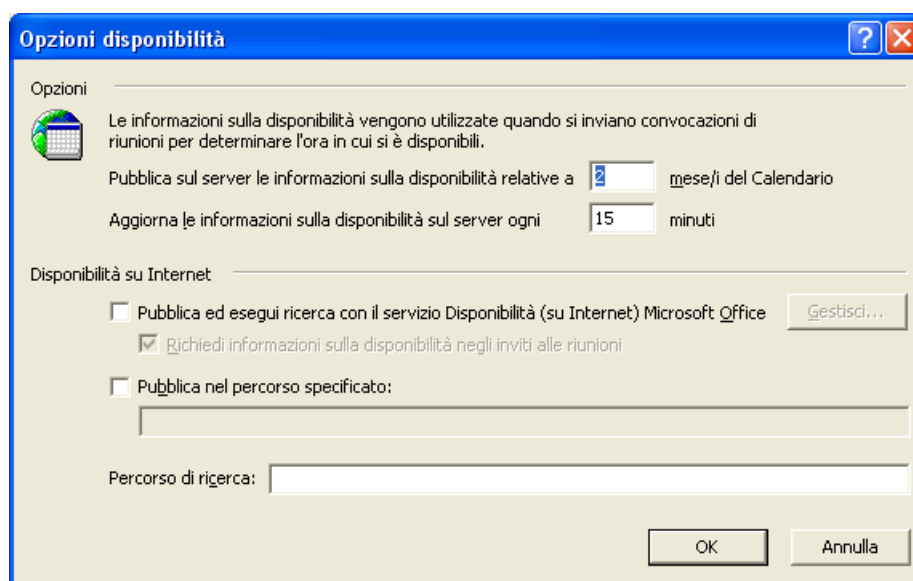 Opzioni disponibilità
Opzioni
Le informazioni sulla disponibilità vengono utilizzate quando si inviano convocazioni di
riunioni per determinare l'ora in cui si è disponibili.
Pubblica sul server le informazioni sulla disponibilità relative a 2 mese/i del Calendario
Aggiorna le informazioni sulla disponibilità sul server ogni 15 minuti
Disponibilità su Internet
Pubblica ed esegui ricerca con il servizio Disponibilità (su Internet) Microsoft Office Gestisci...
Richiedi informazioni sulla disponibilità negli inviti alle riunioni
Pubblica nel percorso specificato:
Percorso di ricerca:
OK Annulla